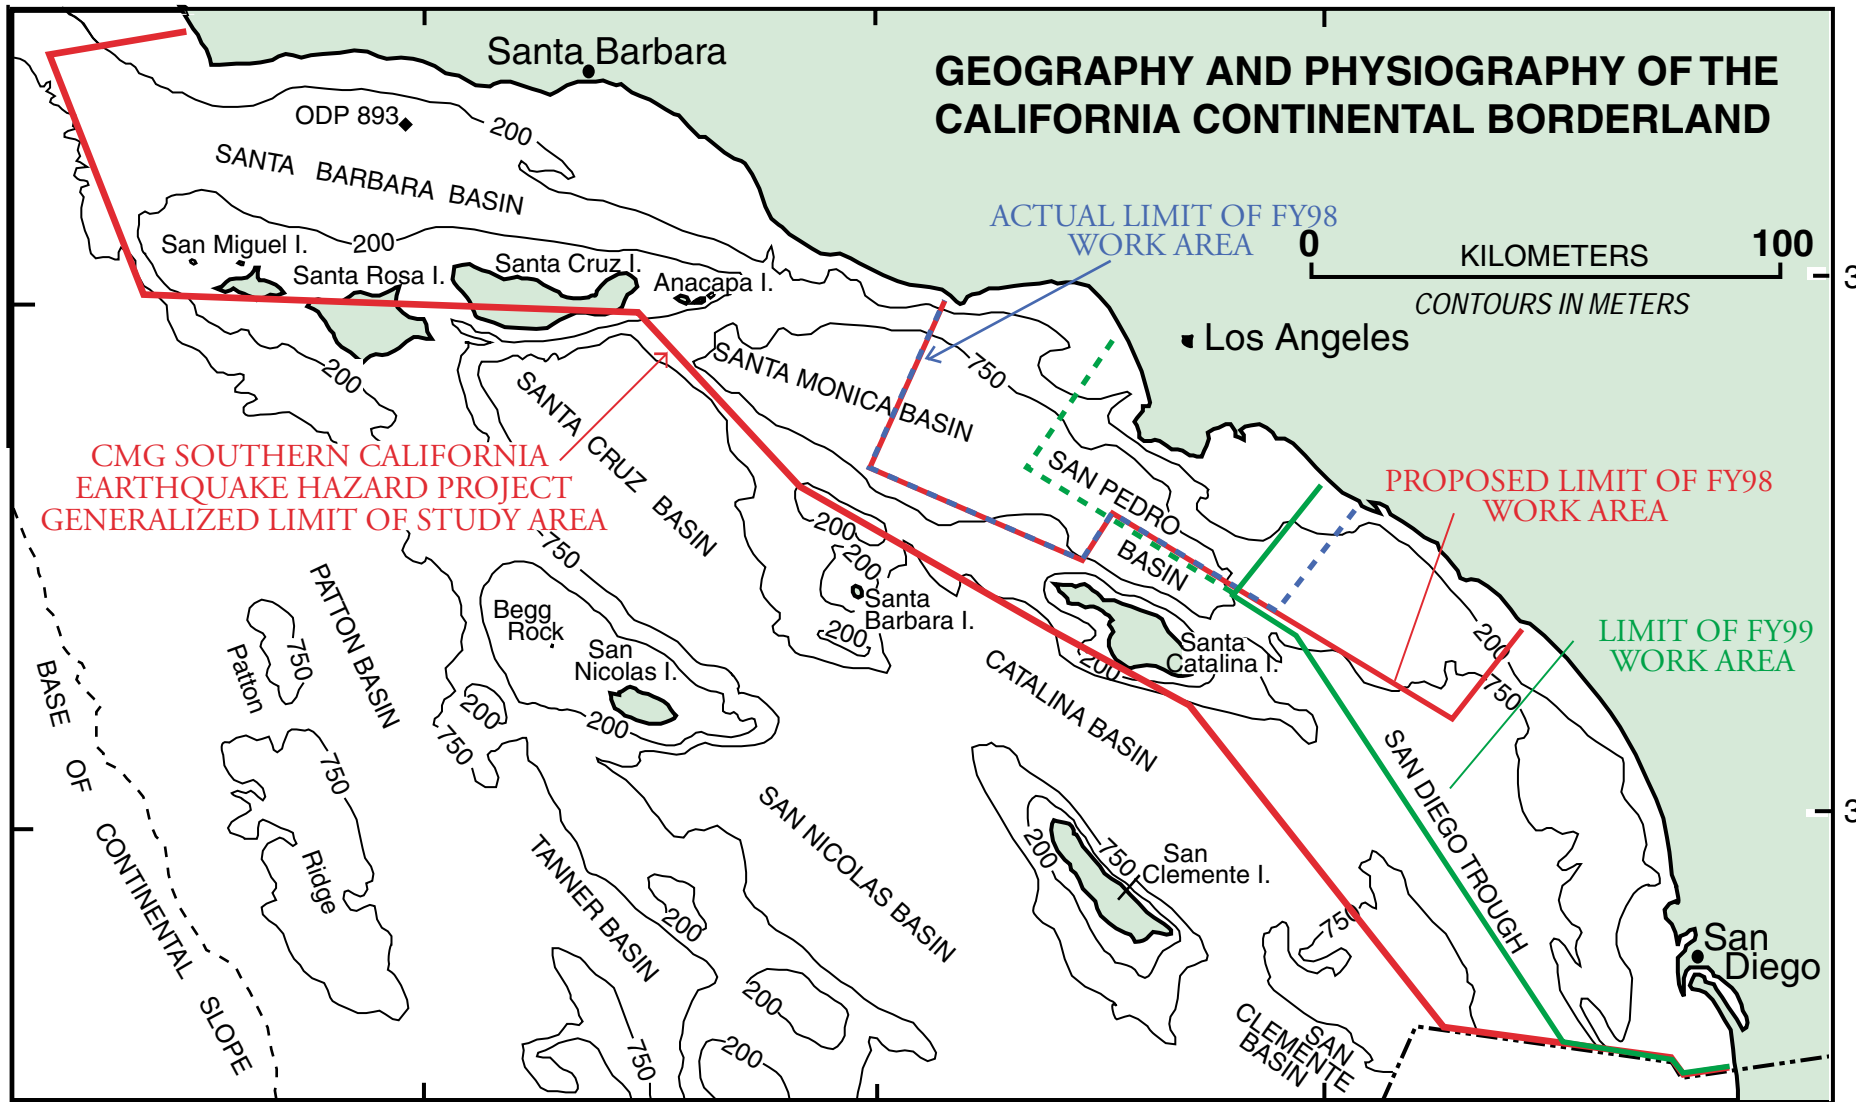 GEOGRAPHY AND PHYSIOGRAPHY OF THE
CALIFORNIA CONTINENTAL BORDERLAND
Santa Barbara
ODP 893
200
SANTA BARBARA BASIN
ACTUAL LIMIT OF FY98
WORK AREA
0 100
KILOMETERS
CONTOURS IN METERS
San Miguel I.
200
Santa Rosa I.
Santa Cruz I.
Anacapa I.
Los Angeles
200
SANTA MONICA BASIN
750
SANTA CRUZ BASIN
CMG SOUTHERN CALIFORNIA
EARTHQUAKE HAZARD PROJECT
GENERALIZED LIMIT OF STUDY AREA
SAN PEDRO
BASIN
PROPOSED LIMIT OF FY98
WORK AREA
200
200
750
Santa
Barbara I.
200
PATTON BASIN
Begg
Rock
San
Nicolas I.
200
200
750
750
Patton
Ridge
750
BASE OF CONTINENTAL SLOPE
Santa
Catalina I.
200
CATALINA BASIN
LIMIT OF FY99
WORK AREA
200
750
SAN DIEGO TROUGH
SAN NICOLAS BASIN
TANNER BASIN
200
200
200
750
San
Clemente I.
200
750
750
SAN
CLEMENTE
BASIN
San
Diego
3
3